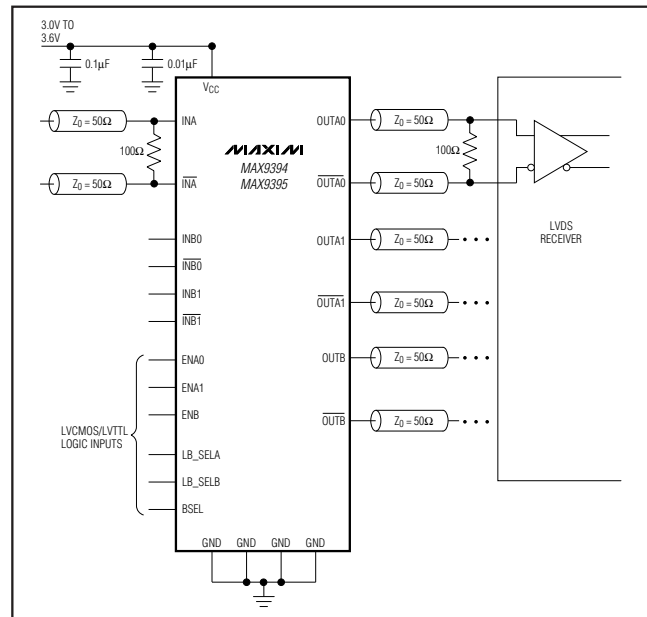 3.0V TO
3.6V
0.1µF
0.01µF
VCC
Z0 = 50Ω
INA
100Ω
Z0 = 50Ω
INA
MAXIM
MAX9394
MAX9395
OUTA0
Z0 = 50Ω
100Ω
OUTA0
Z0 = 50Ω
LVDS
RECEIVER
INB0
INB0
INB1
INB1
OUTA1
Z0 = 50Ω
OUTA1
Z0 = 50Ω
OUTB
Z0 = 50Ω
OUTB
Z0 = 50Ω
LVCMOS/LVTTL
LOGIC INPUTS
ENA0
ENA1
ENB
LB_SELA
LB_SELB
BSEL
GND GND GND GND